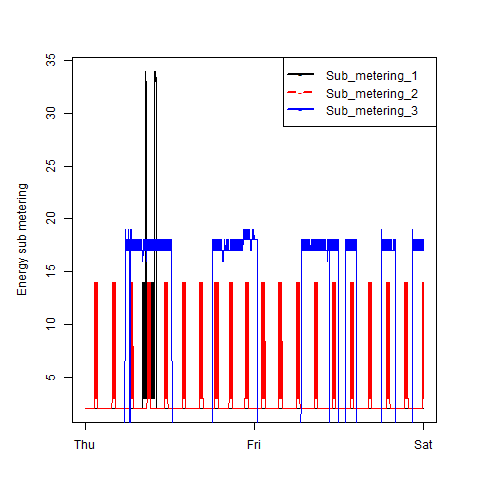 35
30
25
20
15
10
5
Energy sub metering
Sub_metering_1
Sub_metering_2
Sub_metering_3
Thu Fri Sat